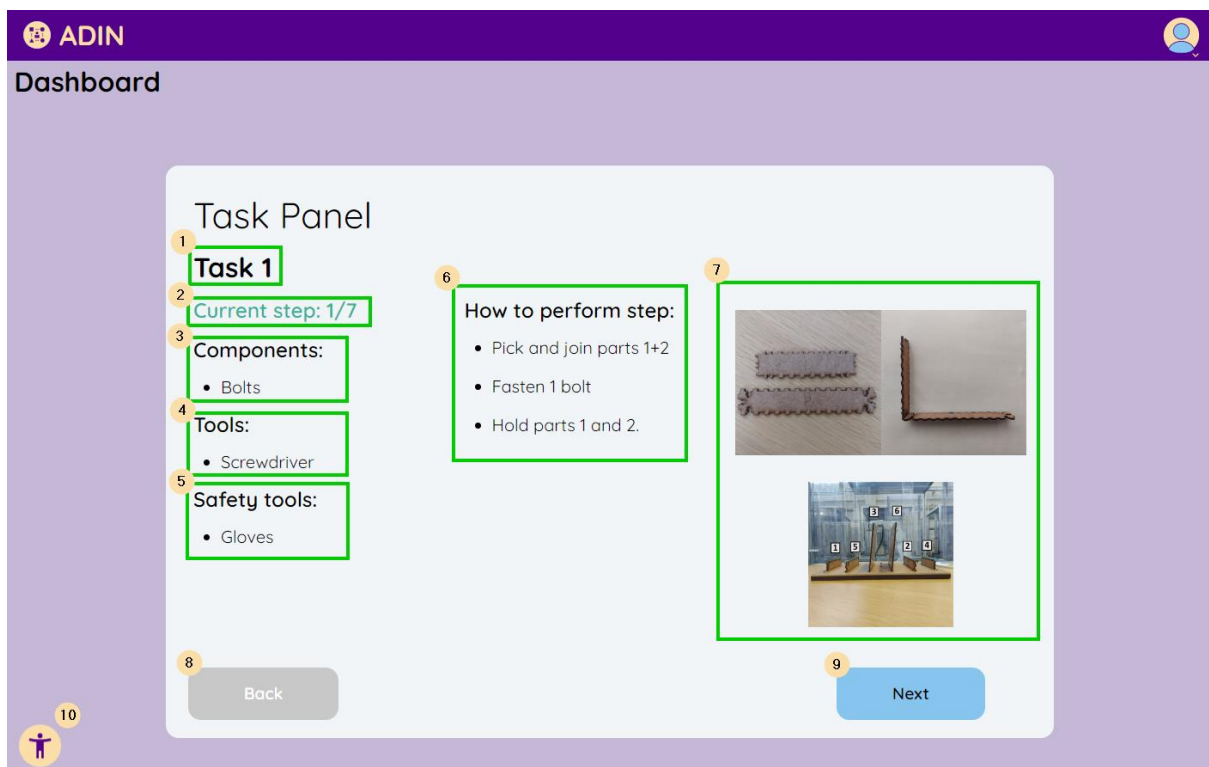 ADIN
Dashboard
Task Panel
1
Task 1
2
Current step: 1/7
3
Components:
• Bolts
4
Tools:
• Screwdriver
5
Safety tools:
• Gloves
6
How to perform step:
• Pick and join parts 1+2
• Fasten 1 bolt
• Hold parts 1 and 2.
7
3 6
1 5 2 4
8
Back
9
Next
10